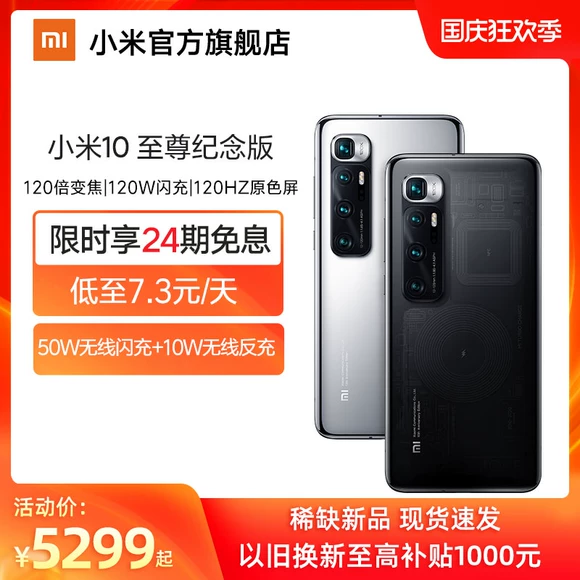 小米官方旗舰店
国庆狂欢季
小米10 至尊纪念版
120倍变焦|120W闪充|120HZ原色屏
限时享24期免息
低至7.3元/天
50W无线闪充+10W无线反充
活动价:
¥5299起
稀缺新品 现货速发
以旧换新至高补贴1000元